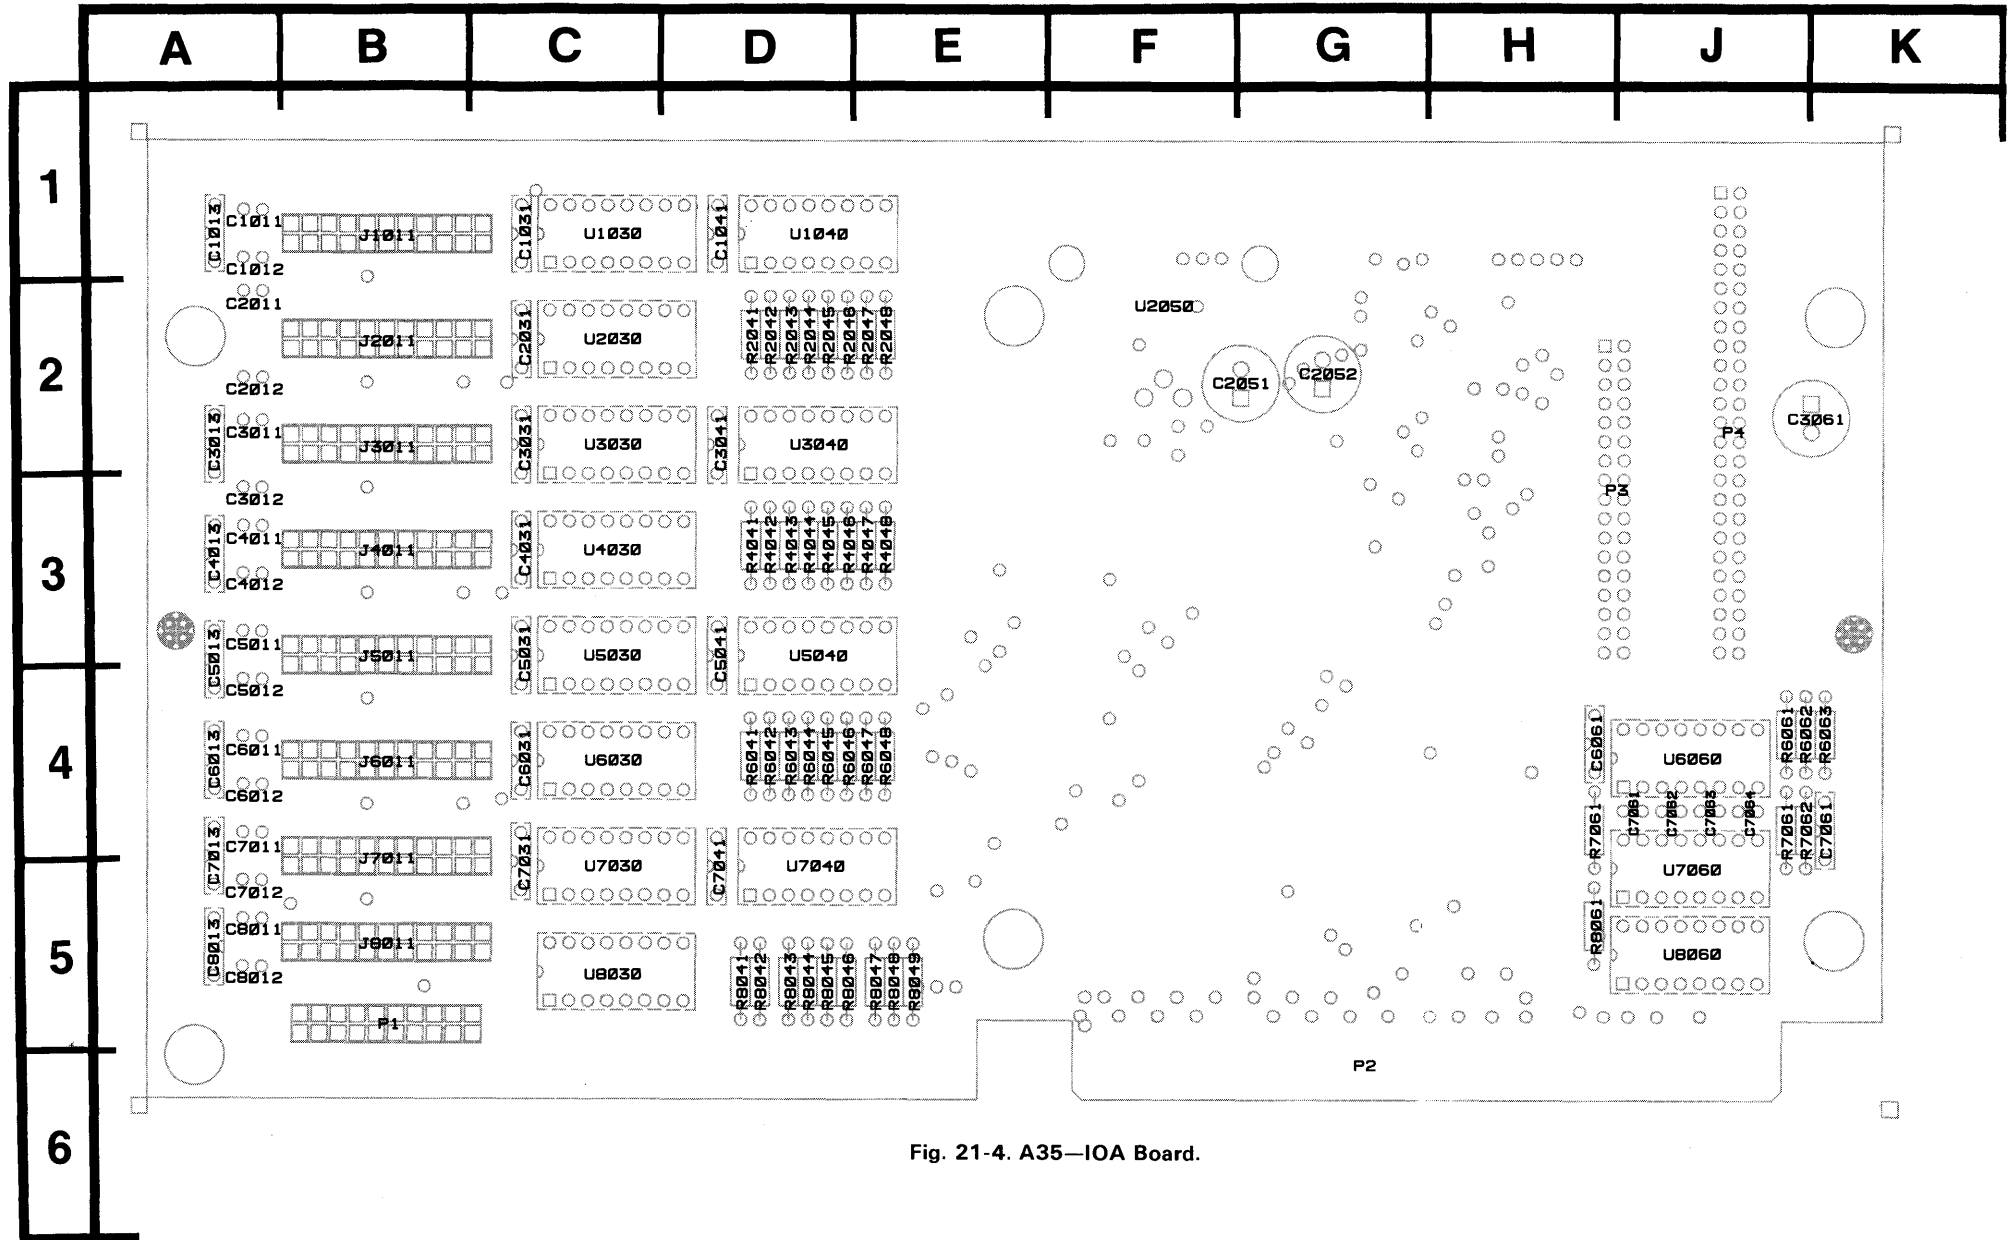 A B C D E F G H J K
1
C1013 C1011 J1011 C1031 U1030 C1041 U1040
C1012
C2011 U2050
2
J2011 C2031 U2030 R2041 R2042 R2043 R2044 R2045 R2046 R2047 R2048
C2012 C2051 C2052
C3013 C3011 J3011 C3031 U3030 C3041 U3040 P4 C3061
C3012 P3
3
C4013 C4011 J4011 C4031 U4030 R4041 R4042 R4043 R4044 R4045 R4046 R4047 R4048
C4012
C5013 C5011 J5011 C5031 U5030 C5041 U5040
C5012
4
C6013 C6011 J6011 C6031 U6030 R6041 R6042 R6043 R6044 R6045 R6046 R6047 R6048 C6061 U6060 R6061 R6062 R6063
C6012
R7061 C7061 C7062 C7063 C7064 R7061 R7062 C7061
C7013 C7011 J7011 C7031 U7030 C7041 U7040 U7060
C7012
5
C8013 C8011 J8011 R8061
C8012 U8030 R8041 R8042 R8043 R8044 R8045 R8046 R8047 R8048 R8049 U8060
P1
P2
6
Fig. 21-4. A35—IOA Board.